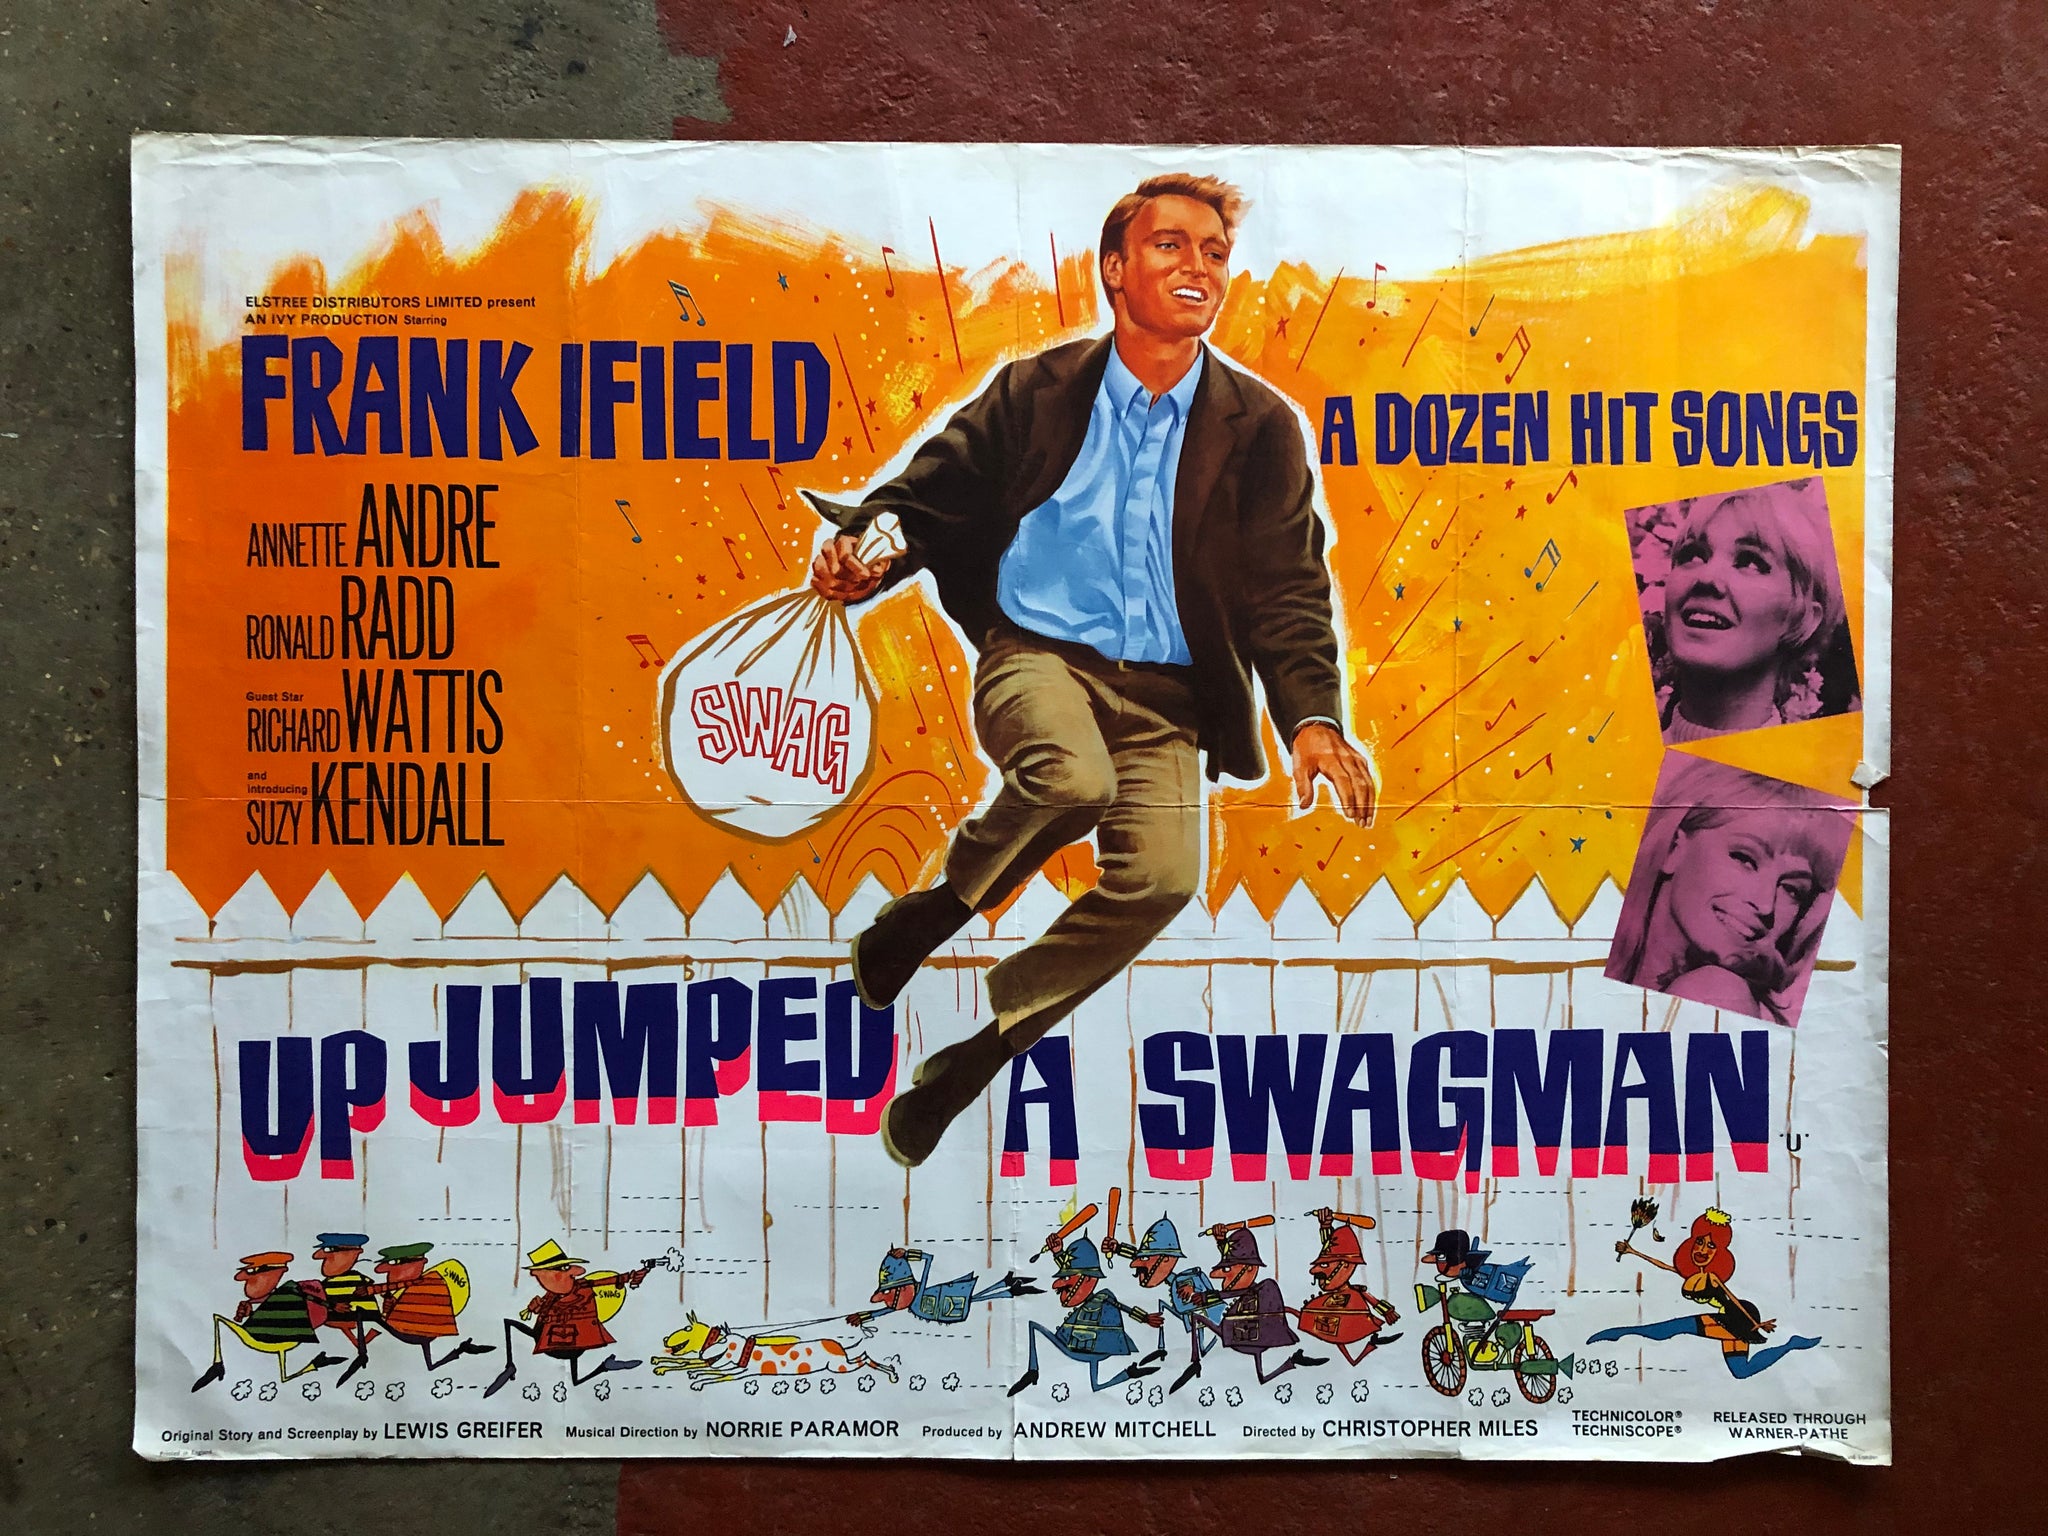 ELSTREE DISTRIBUTORS LIMITED present
AN IVY PRODUCTION Starring
FRANK IFIELD
A DOZEN HIT SONGS
ANNETTE ANDRE
RONALD RADD
Guest Star
RICHARD WATTIS
and
introducing
SUZY KENDALL
SWAG
UP JUMPED A SWAGMAN
'U'
SWAG
SWAG
Original Story and Screenplay by LEWIS GREIFER Musical Direction by NORRIE PARAMOR Produced by ANDREW MITCHELL Directed by CHRISTOPHER MILES
TECHNICOLOR®
TECHNISCOPE®
RELEASED THROUGH
WARNER-PATHE
Printed in England